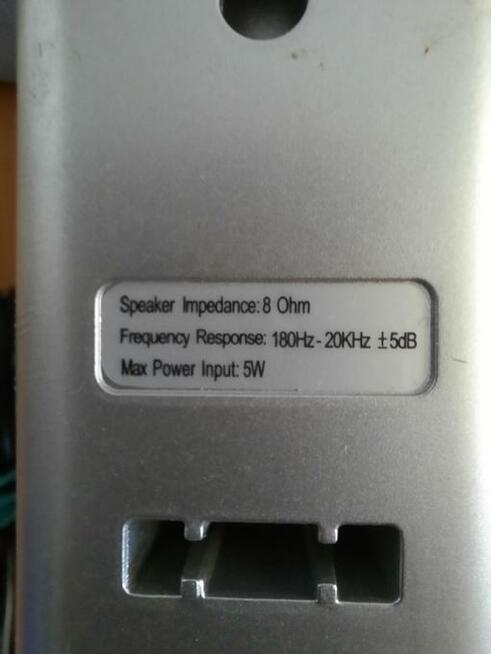 Speaker Impedance: 8 Ohm
Frequency Response: 180Hz - 20KHz ±5dB
Max Power Input: 5W